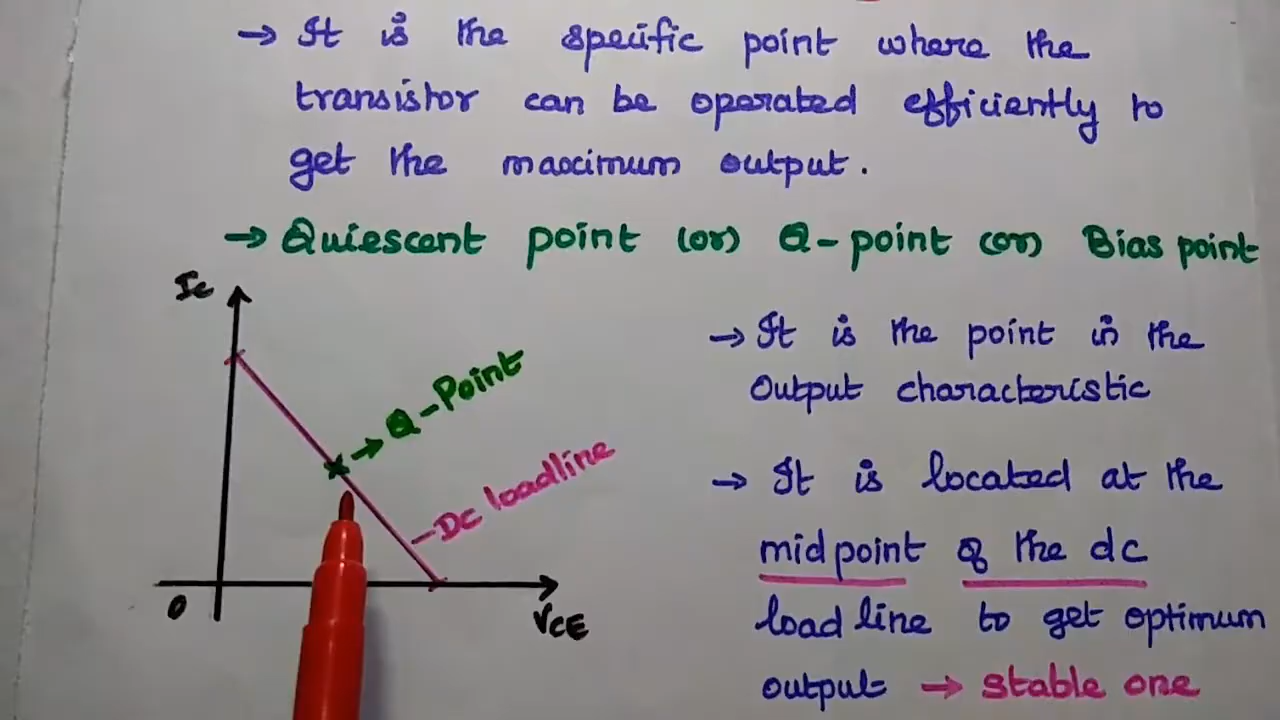 → It is the specific point where the
transistor can be operated efficiently to
get the maximum output.
→ Quiescent point (or) Q-point (or) Bias point
Ic
→ Q-Point
DC loadline
O
VCE
→ It is the point in the
Output characteristic
→ It is located at the
midpoint of the dc
load line to get optimum
output → stable one